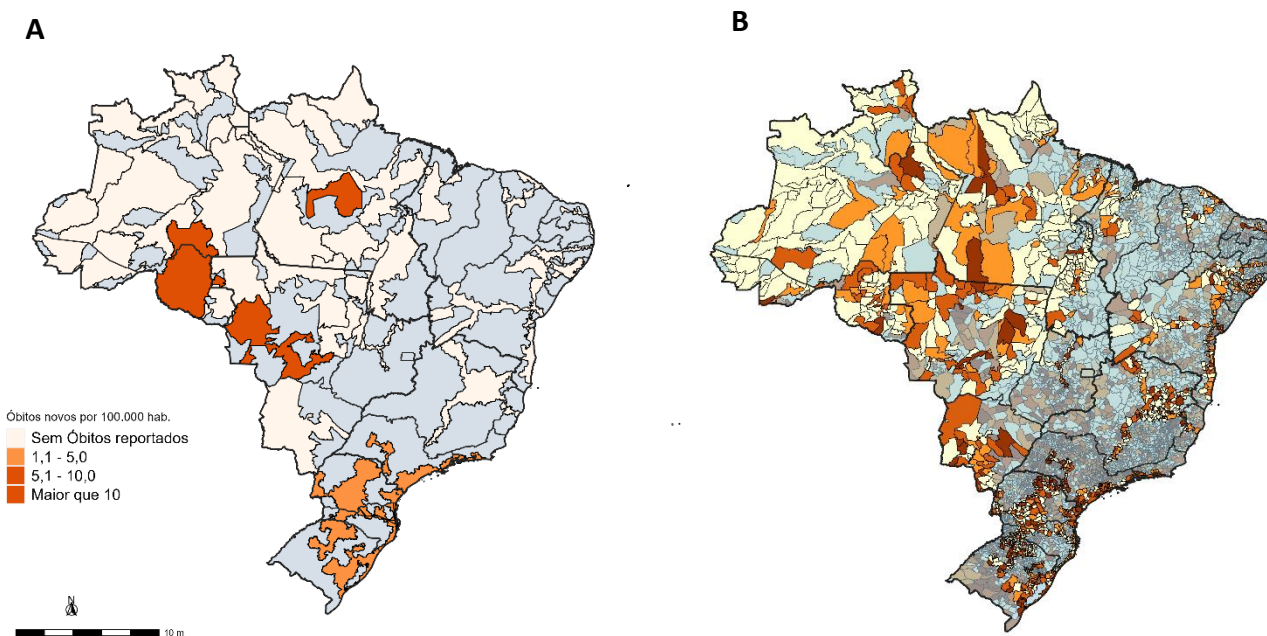 A
B
Óbitos novos por 100.000 hab.
Sem Óbitos reportados
1,1 - 5,0
5,1 - 10,0
Maior que 10
N
10 m